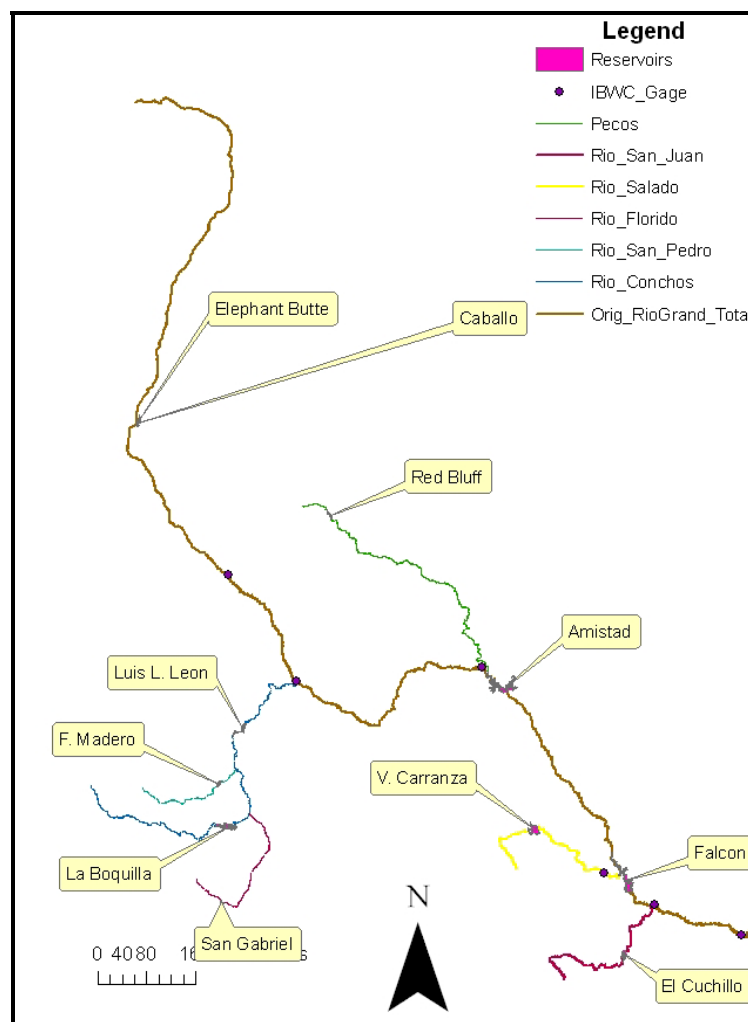 Legend
Reservoirs
IBWC_Gage
Pecos
Rio_San_Juan
Rio_Salado
Rio_Florido
Rio_San_Pedro
Rio_Conchos
Orig_RioGrand_Tota
Elephant Butte
Caballo
Red Bluff
Amistad
Luis L. Leon
F. Madero
V. Carranza
La Boquilla
Falcon
San Gabriel
El Cuchillo
N
0 40 80